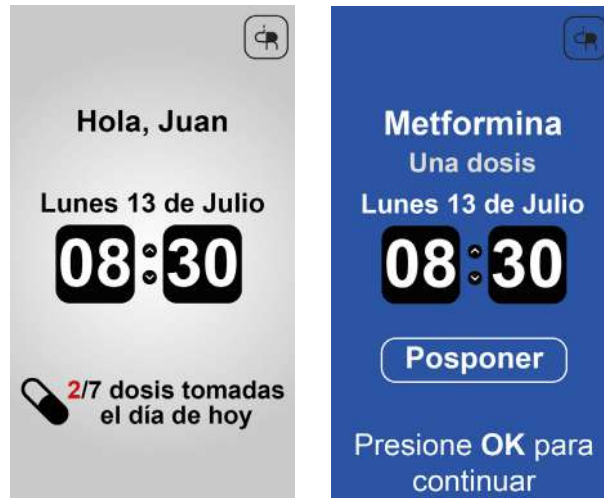 Hola, Juan
Lunes 13 de Julio
08:30
2/7 dosis tomadas
el día de hoy
Metformina
Una dosis
Lunes 13 de Julio
08:30
Posponer
Presione OK para
continuar